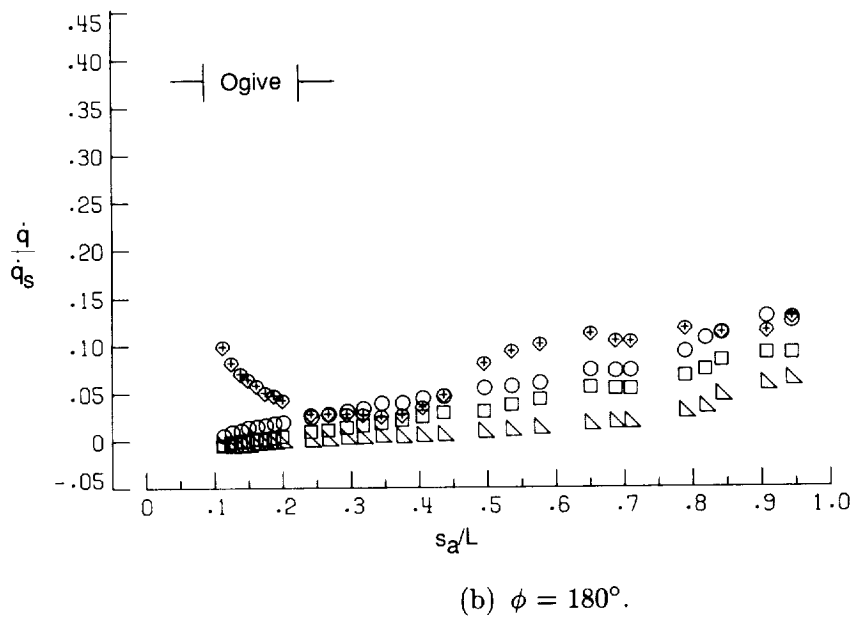 .45
.40
.35
.30
.25
.20
.15
.10
.05
0
-.05
Ogive
q̇
q̇s
0 .1 .2 .3 .4 .5 .6 .7 .8 .9 1.0
sa/L
(b) ϕ = 180°.